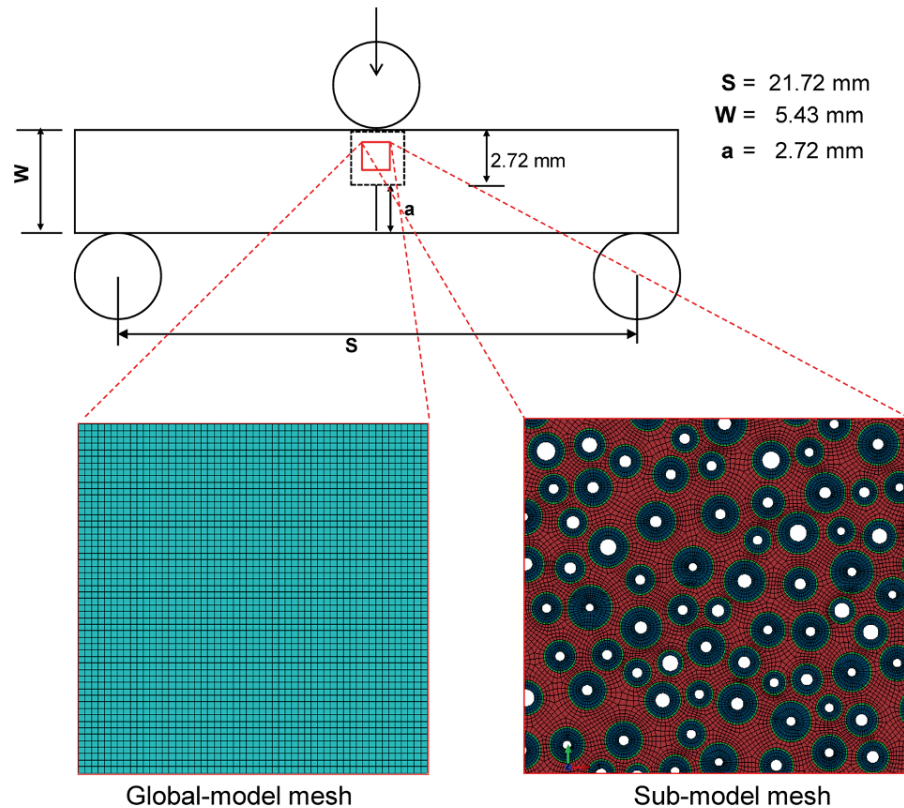 S = 21.72 mm
W = 5.43 mm
a = 2.72 mm
W
2.72 mm
a
S
Global-model mesh
Sub-model mesh